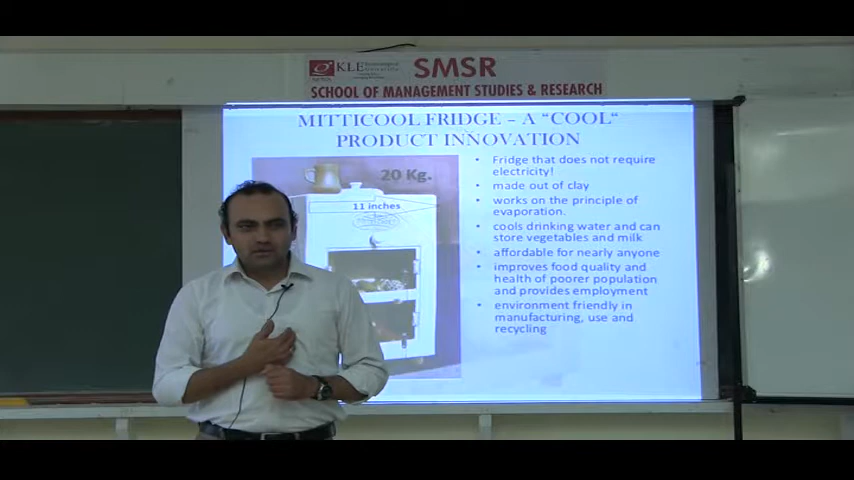 KLE Technological
University
SMSR
SCHOOL OF MANAGEMENT STUDIES & RESEARCH
MITTICOOL FRIDGE – A "COOL"
PRODUCT INNOVATION
20 Kg.
11 inches
• Fridge that does not require
electricity!
• made out of clay
• works on the principle of
evaporation.
• cools drinking water and can
store vegetables and milk
• affordable for nearly anyone
• improves food quality and
health of poorer population
and provides employment
• environment friendly in
manufacturing, use and
recycling